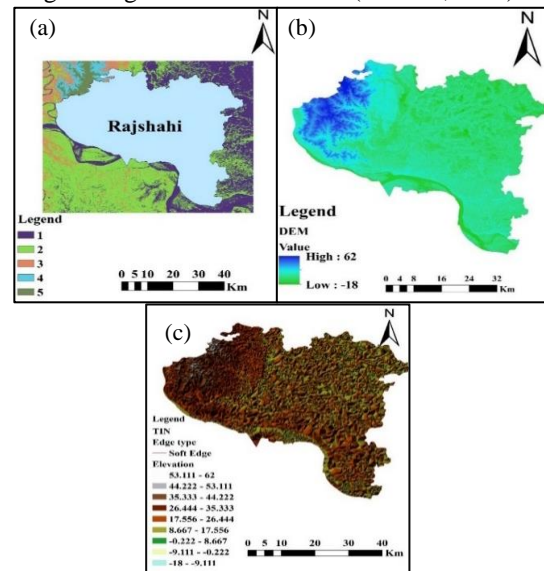 (a)
N
Rajshahi
Legend
1
2
3
4
5
0 5 10 20 30 40
Km
(b)
N
Legend
DEM
Value
High : 62
Low : -18
0 4 8 16 24 32
Km
(c)
N
Legend
TIN
Edge type
Soft Edge
Elevation
53.111 - 62
44.222 - 53.111
35.333 - 44.222
26.444 - 35.333
17.556 - 26.444
8.667 - 17.556
-0.222 - 8.667
-9.111 - -0.222
-18 - -9.111
0 5 10 20 30 40
Km